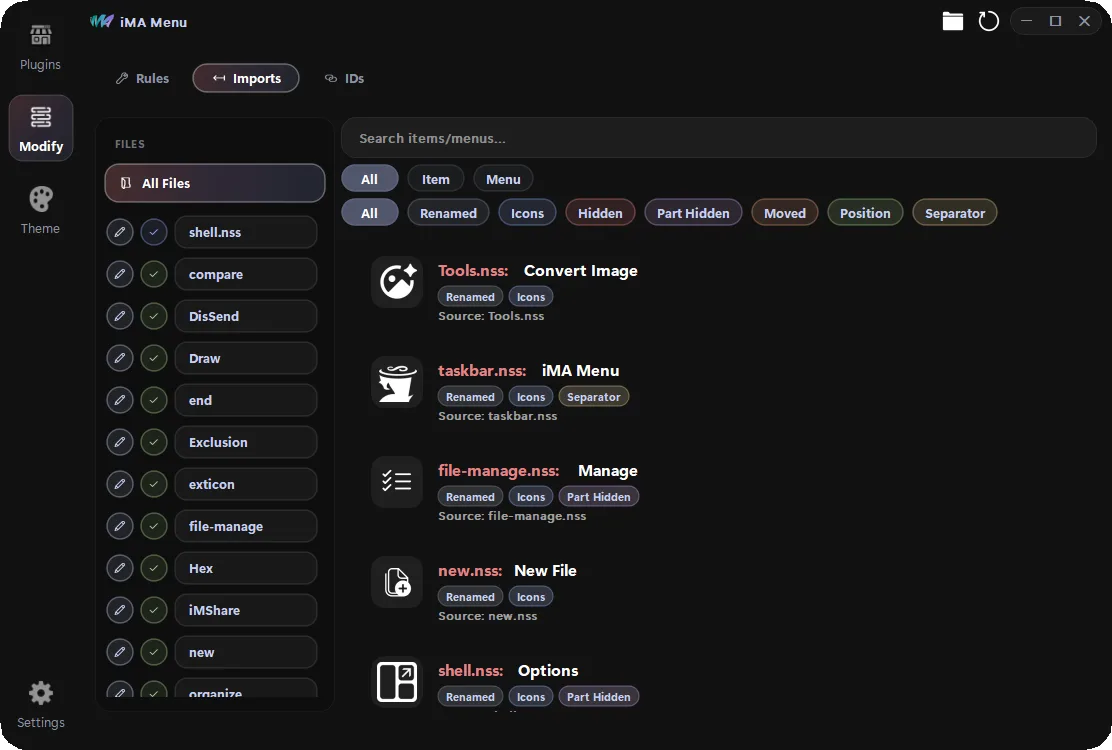 iMA Menu
Plugins
Modify
Theme
Settings
Rules
Imports
IDs
FILES
All Files
shell.nss
compare
DisSend
Draw
end
Exclusion
exticon
file-manage
Hex
iMShare
new
organize
Search items/menus...
All Item Menu
All Renamed Icons Hidden Part Hidden Moved Position Separator
Tools.nss: Convert Image
Renamed Icons
Source: Tools.nss
taskbar.nss: iMA Menu
Renamed Icons Separator
Source: taskbar.nss
file-manage.nss: Manage
Renamed Icons Part Hidden
Source: file-manage.nss
new.nss: New File
Renamed Icons
Source: new.nss
shell.nss: Options
Renamed Icons Part Hidden